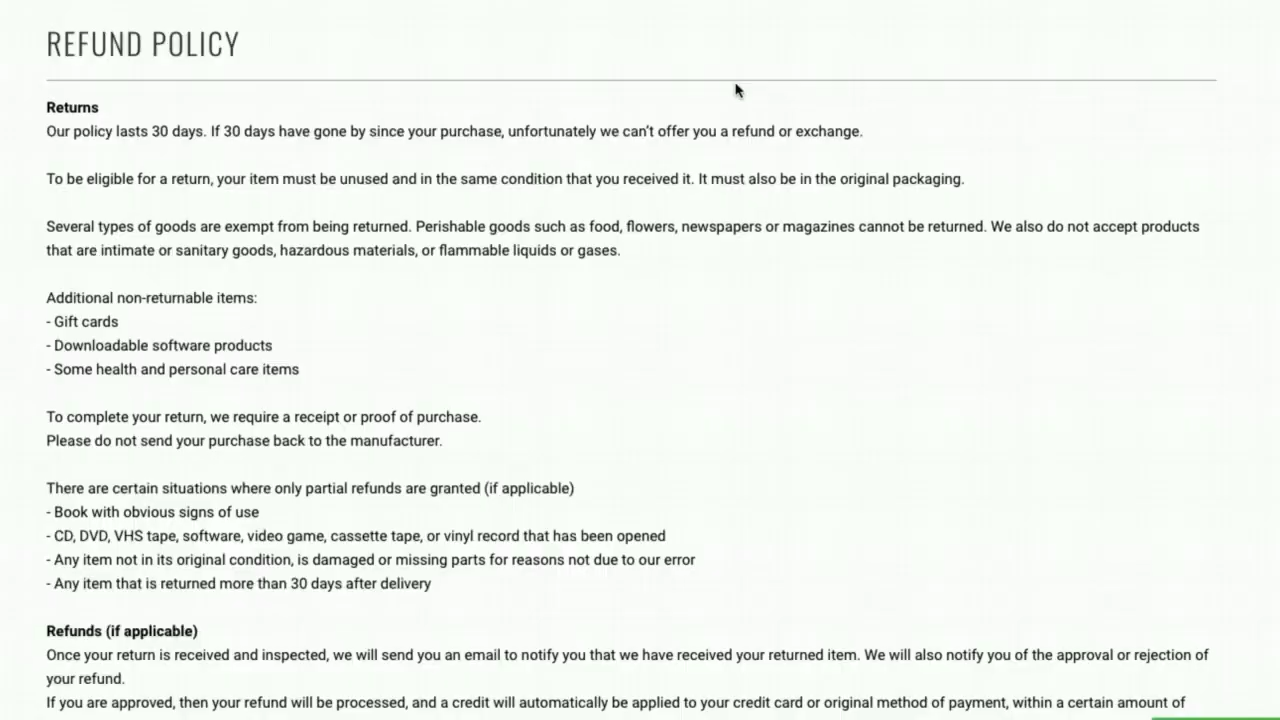 REFUND POLICY
Returns
Our policy lasts 30 days. If 30 days have gone by since your purchase, unfortunately we can't offer you a refund or exchange.
To be eligible for a return, your item must be unused and in the same condition that you received it. It must also be in the original packaging.
Several types of goods are exempt from being returned. Perishable goods such as food, flowers, newspapers or magazines cannot be returned. We also do not accept products
that are intimate or sanitary goods, hazardous materials, or flammable liquids or gases.
Additional non-returnable items:
- Gift cards
- Downloadable software products
- Some health and personal care items
To complete your return, we require a receipt or proof of purchase.
Please do not send your purchase back to the manufacturer.
There are certain situations where only partial refunds are granted (if applicable)
- Book with obvious signs of use
- CD, DVD, VHS tape, software, video game, cassette tape, or vinyl record that has been opened
- Any item not in its original condition, is damaged or missing parts for reasons not due to our error
- Any item that is returned more than 30 days after delivery
Refunds (if applicable)
Once your return is received and inspected, we will send you an email to notify you that we have received your returned item. We will also notify you of the approval or rejection of
your refund.
If you are approved, then your refund will be processed, and a credit will automatically be applied to your credit card or original method of payment, within a certain amount of